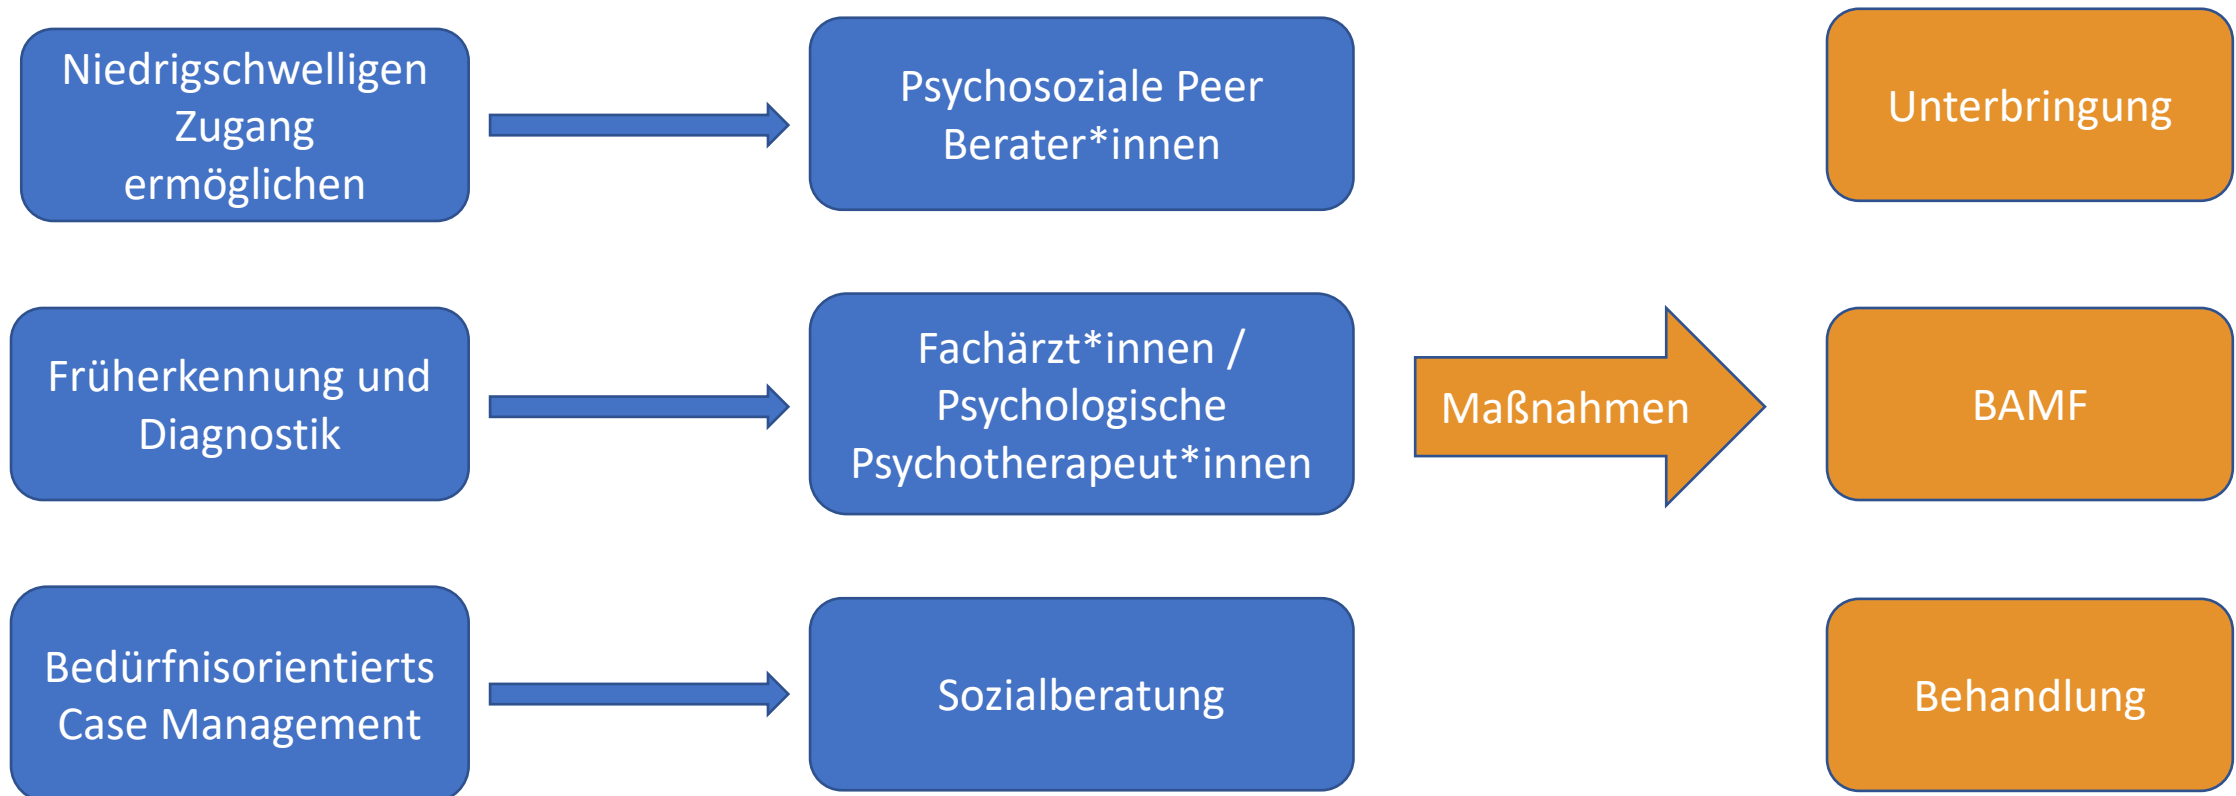 Niedrigschwelligen
Zugang
ermöglichen
Psychosoziale Peer
Berater*innen
Unterbringung
Früherkennung und
Diagnostik
Fachärzt*innen /
Psychologische
Psychotherapeut*innen
Maßnahmen
BAMF
Bedürfnisorientierts
Case Management
Sozialberatung
Behandlung